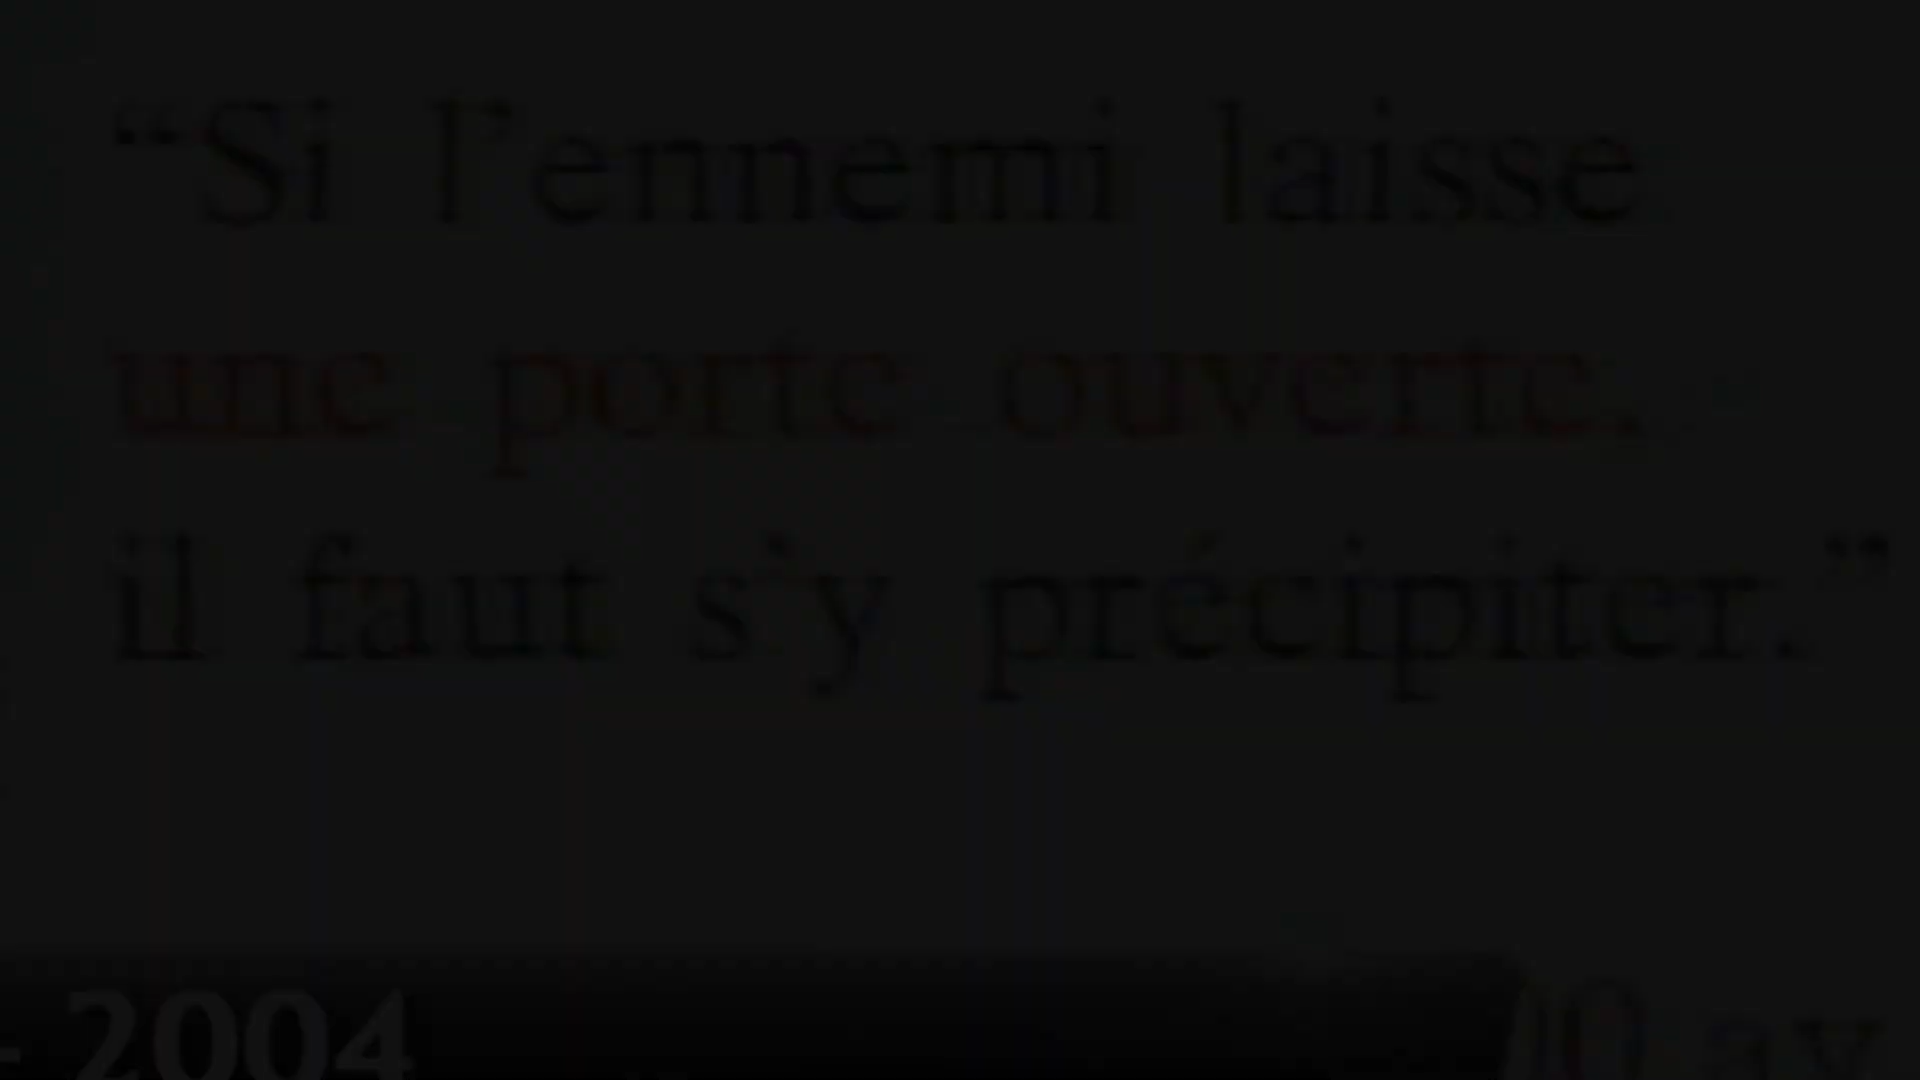 “Si l’ennemi laisse
une porte ouverte,
il faut s’y précipiter.”
- 2004